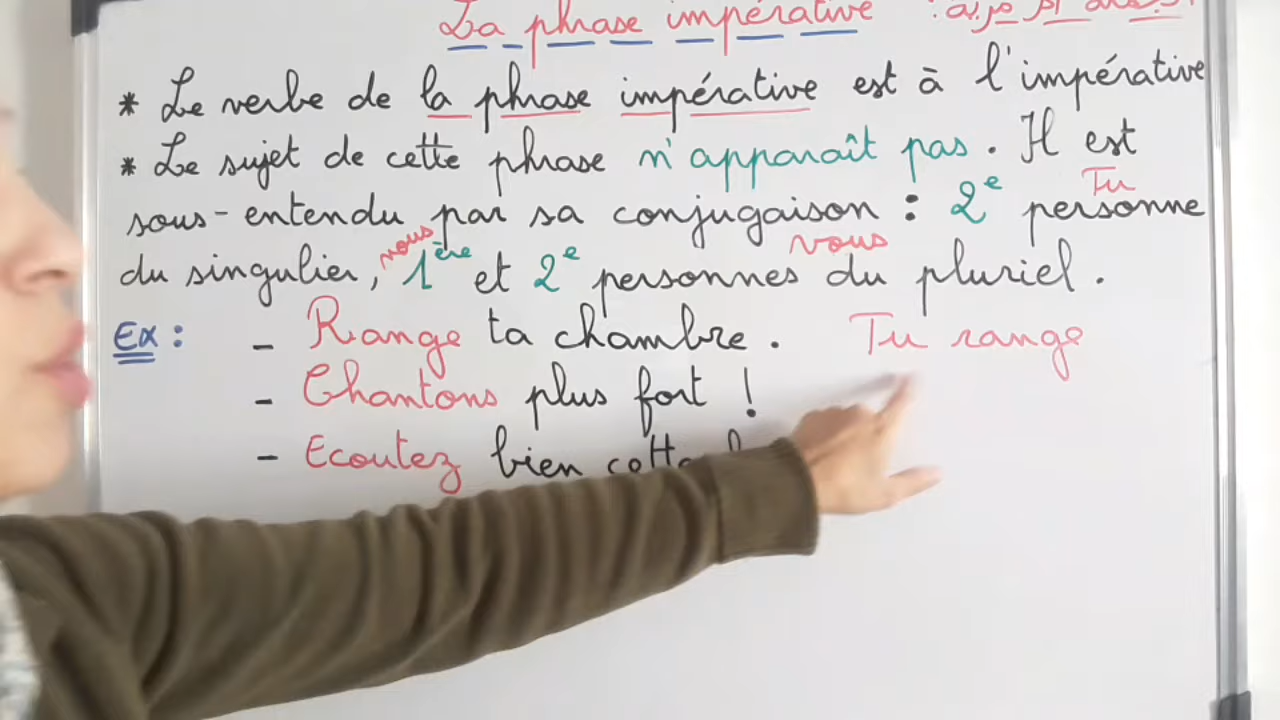 La phrase impérative :
* Le verbe de la phrase impérative est à l'impérative
* Le sujet de cette phrase n'apparaît pas. Il est
Tu
sous-entendu par sa conjugaison : 2e personne
nous vous
du singulier, 1ère et 2e personnes du pluriel.
Ex : - Range ta chambre. Tu range
- Chantons plus fort !
- Ecoutez bien